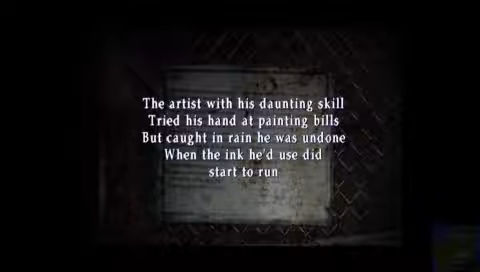 The artist with his daunting skill
Tried his hand at painting bills
But caught in rain he was undone
When the ink he'd use did
start to run